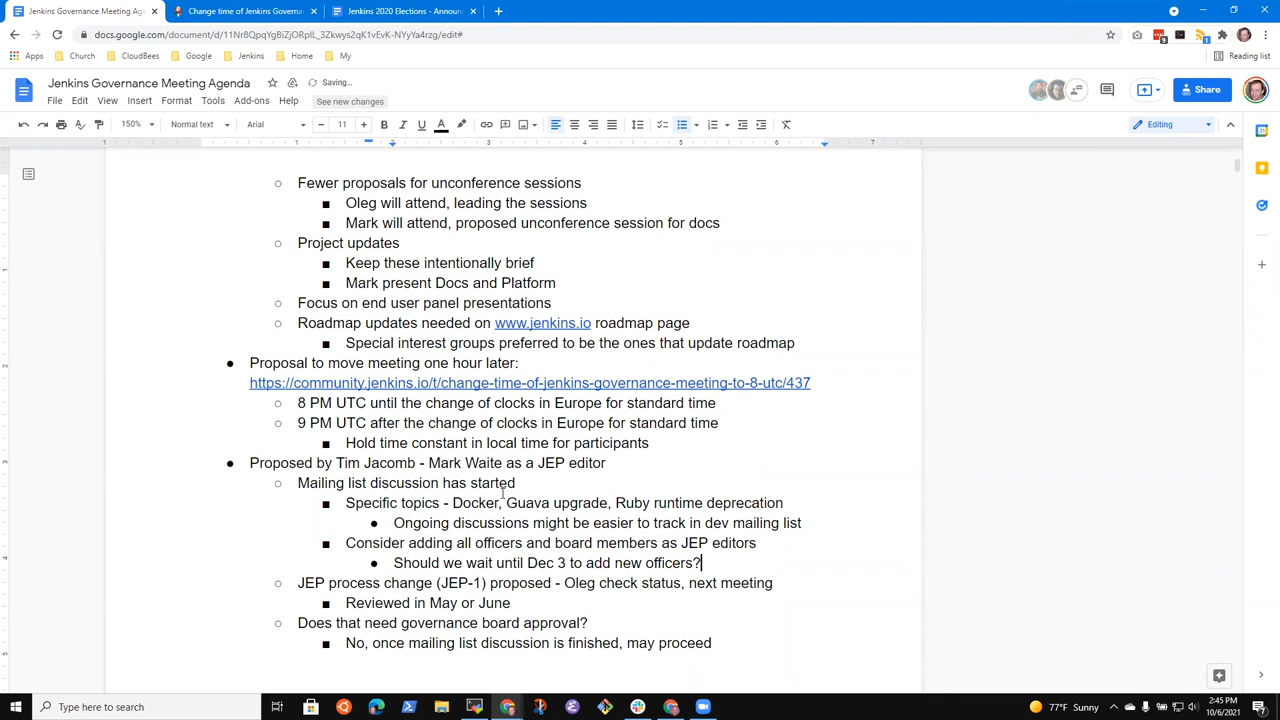 Jenkins Governance Meeting Ag
Change time of Jenkins Governa
Jenkins 2020 Elections - Announ
docs.google.com/document/d/11Nr8QpqYgBiZjORplL_3Zkwys2qK1vEvK-NYyYa4rzg/edit#
Apps
Church
CloudBees
Google
Jenkins
Home
My
Reading list
Jenkins Governance Meeting Agenda
Saving...
File Edit View Insert Format Tools Add-ons Help
See new changes
Share
150%
Normal text
Arial
11
Editing
Fewer proposals for unconference sessions
Oleg will attend, leading the sessions
Mark will attend, proposed unconference session for docs
Project updates
Keep these intentionally brief
Mark present Docs and Platform
Focus on end user panel presentations
Roadmap updates needed on www.jenkins.io roadmap page
Special interest groups preferred to be the ones that update roadmap
Proposal to move meeting one hour later:
https://community.jenkins.io/t/change-time-of-jenkins-governance-meeting-to-8-utc/437
8 PM UTC until the change of clocks in Europe for standard time
9 PM UTC after the change of clocks in Europe for standard time
Hold time constant in local time for participants
Proposed by Tim Jacomb - Mark Waite as a JEP editor
Mailing list discussion has started
Specific topics - Docker, Guava upgrade, Ruby runtime deprecation
Ongoing discussions might be easier to track in dev mailing list
Consider adding all officers and board members as JEP editors
Should we wait until Dec 3 to add new officers?
JEP process change (JEP-1) proposed - Oleg check status, next meeting
Reviewed in May or June
Does that need governance board approval?
No, once mailing list discussion is finished, may proceed
Type here to search
77°F Sunny
2:45 PM
10/6/2021